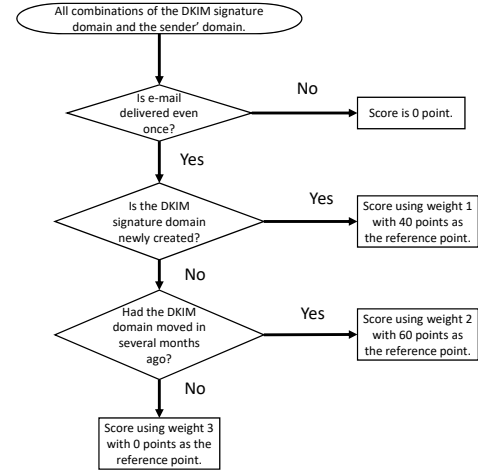 All combinations of the DKIM signature
domain and the sender' domain.
Is e-mail
delivered even
once?
No
Score is 0 point.
Yes
Is the DKIM
signature domain
newly created?
Yes
Score using weight 1
with 40 points as
the reference point.
No
Had the DKIM
domain moved in
several months
ago?
Yes
Score using weight 2
with 60 points as
the reference point.
No
Score using weight 3
with 0 points as the
reference point.